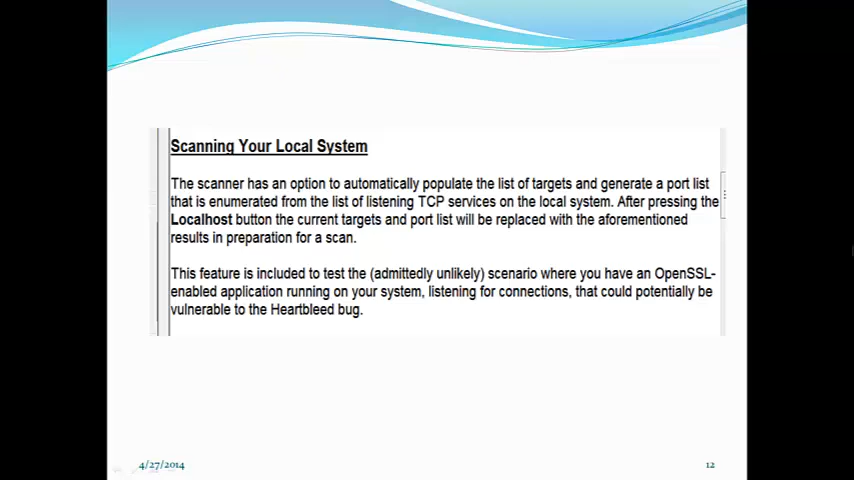 Scanning Your Local System
The scanner has an option to automatically populate the list of targets and generate a port list
that is enumerated from the list of listening TCP services on the local system. After pressing the
Localhost button the current targets and port list will be replaced with the aforementioned
results in preparation for a scan.
This feature is included to test the (admittedly unlikely) scenario where you have an OpenSSL-
enabled application running on your system, listening for connections, that could potentially be
vulnerable to the Heartbleed bug.
4/27/2014
12